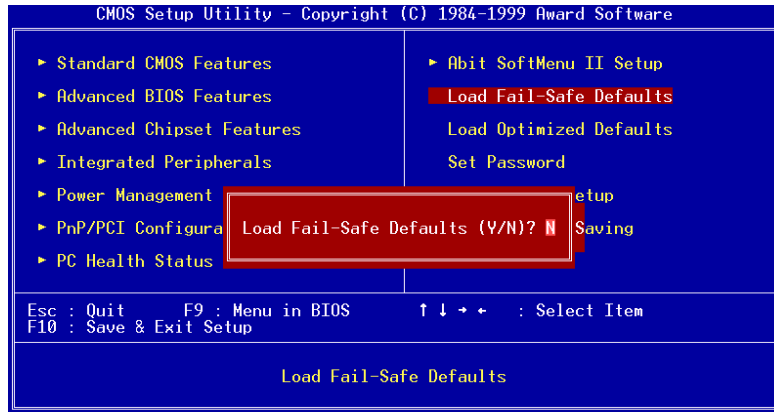 CMOS Setup Utility - Copyright (C) 1984-1999 Award Software
► Standard CMOS Features
► Advanced BIOS Features
► Advanced Chipset Features
► Integrated Peripherals
► Power Management
► PnP/PCI Configura
► PC Health Status
► Abit SoftMenu II Setup
Load Fail-Safe Defaults
Load Optimized Defaults
Set Password
etup
Saving
Load Fail-Safe Defaults (Y/N)? N
Esc : Quit F9 : Menu in BIOS ↑ ↓ → ← : Select Item
F10 : Save & Exit Setup
Load Fail-Safe Defaults